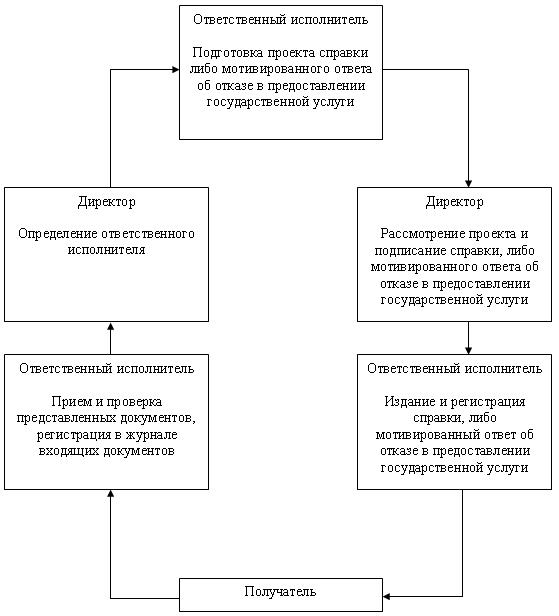 Ответственный исполнитель
Подготовка проекта справки
либо мотивированного ответа
об отказе в предоставлении
государственной услуги
Директор
Определение ответственного
исполнителя
Директор
Рассмотрение проекта и
подписание справки, либо
мотивированного ответа об
отказе в предоставлении
государственной услуги
Ответственный исполнитель
Прием и проверка
представленных документов,
регистрация в журнале
входящих документов
Ответственный исполнитель
Издание и регистрация
справки, либо
мотивированный ответ об
отказе в предоставлении
государственной услуги
Получатель